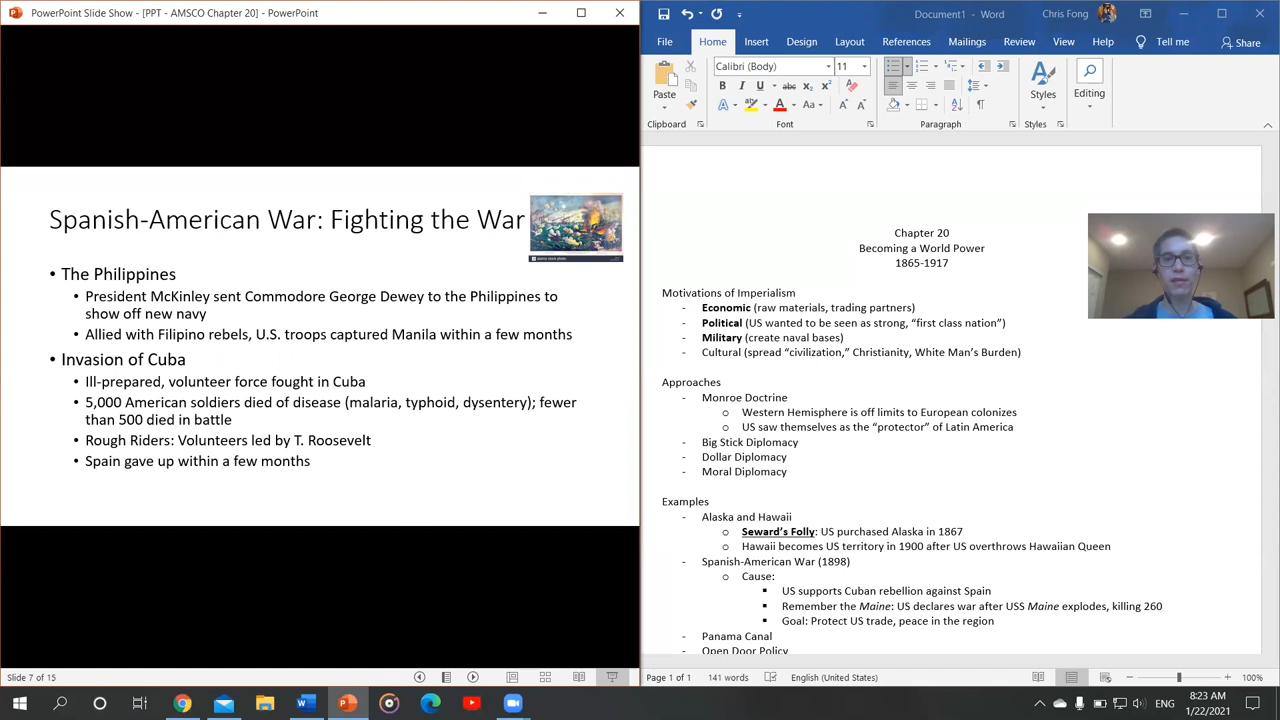 PowerPoint Slide Show - [PPT - AMSCO Chapter 20] - PowerPoint
Spanish-American War: Fighting the War
• The Philippines
• President McKinley sent Commodore George Dewey to the Philippines to
show off new navy
• Allied with Filipino rebels, U.S. troops captured Manila within a few months
• Invasion of Cuba
• Ill-prepared, volunteer force fought in Cuba
• 5,000 American soldiers died of disease (malaria, typhoid, dysentery); fewer
than 500 died in battle
• Rough Riders: Volunteers led by T. Roosevelt
• Spain gave up within a few months
Slide 7 of 15
Document1 - Word
Chris Fong
File Home Insert Design Layout References Mailings Review View Help Tell me Share
Calibri (Body) 11
Paste
Styles
Editing
Clipboard Font Paragraph Styles
Chapter 20
Becoming a World Power
1865-1917
Motivations of Imperialism
- Economic (raw materials, trading partners)
- Political (US wanted to be seen as strong, “first class nation”)
- Military (create naval bases)
- Cultural (spread “civilization,” Christianity, White Man’s Burden)
Approaches
- Monroe Doctrine
o Western Hemisphere is off limits to European colonizes
o US saw themselves as the “protector” of Latin America
- Big Stick Diplomacy
- Dollar Diplomacy
- Moral Diplomacy
Examples
- Alaska and Hawaii
o Seward’s Folly: US purchased Alaska in 1867
o Hawaii becomes US territory in 1900 after US overthrows Hawaiian Queen
- Spanish-American War (1898)
o Cause:
▪ US supports Cuban rebellion against Spain
▪ Remember the Maine: US declares war after USS Maine explodes, killing 260
▪ Goal: Protect US trade, peace in the region
- Panama Canal
- Open Door Policy
Page 1 of 1 141 words English (United States) 100%
ENG
8:23 AM
1/22/2021